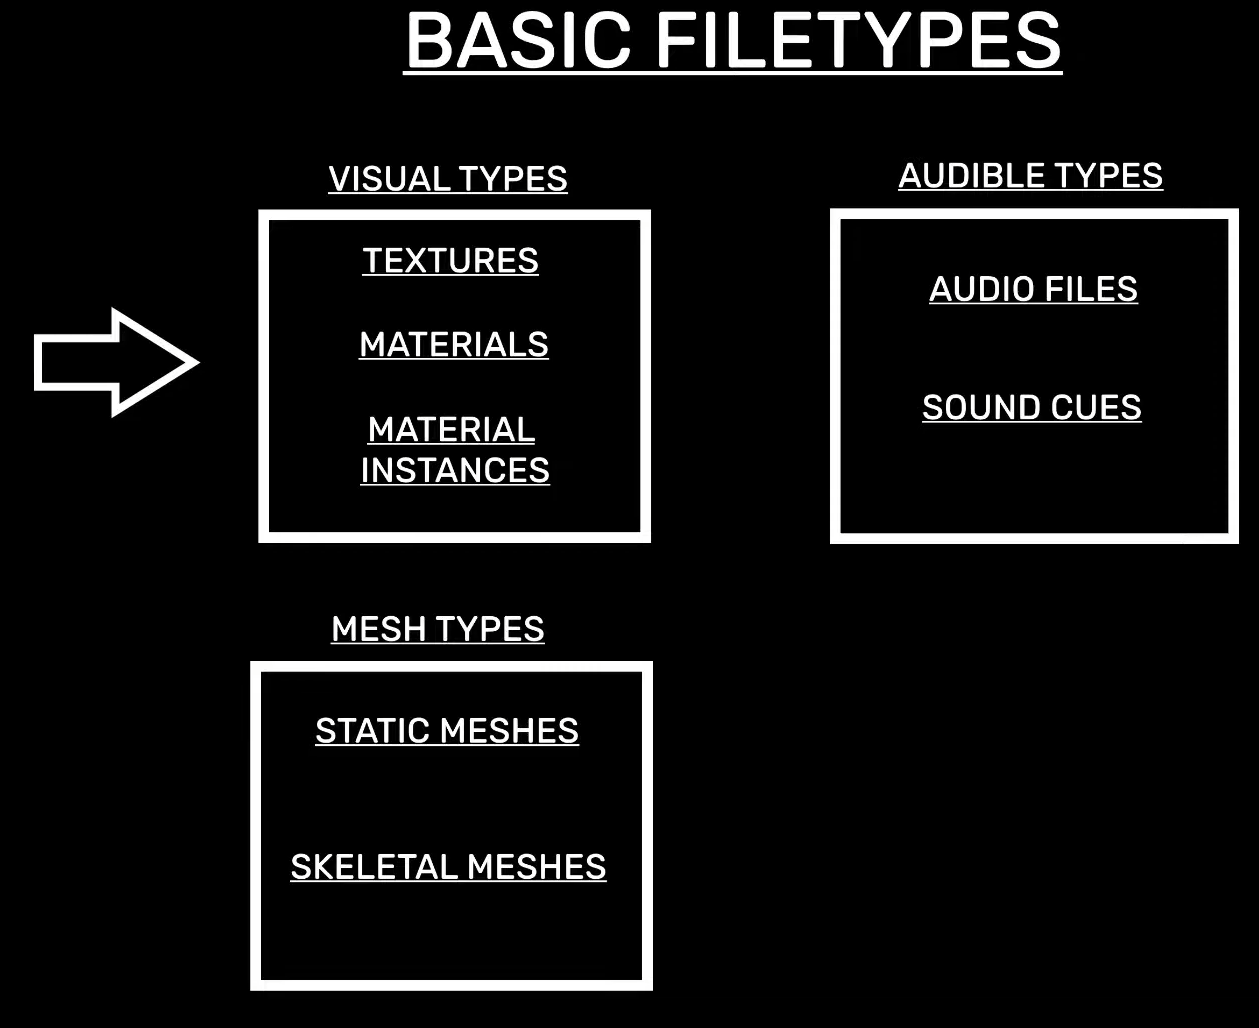 BASIC FILETYPES
VISUAL TYPES
TEXTURES
MATERIALS
MATERIAL
INSTANCES
AUDIBLE TYPES
AUDIO FILES
SOUND CUES
MESH TYPES
STATIC MESHES
SKELETAL MESHES